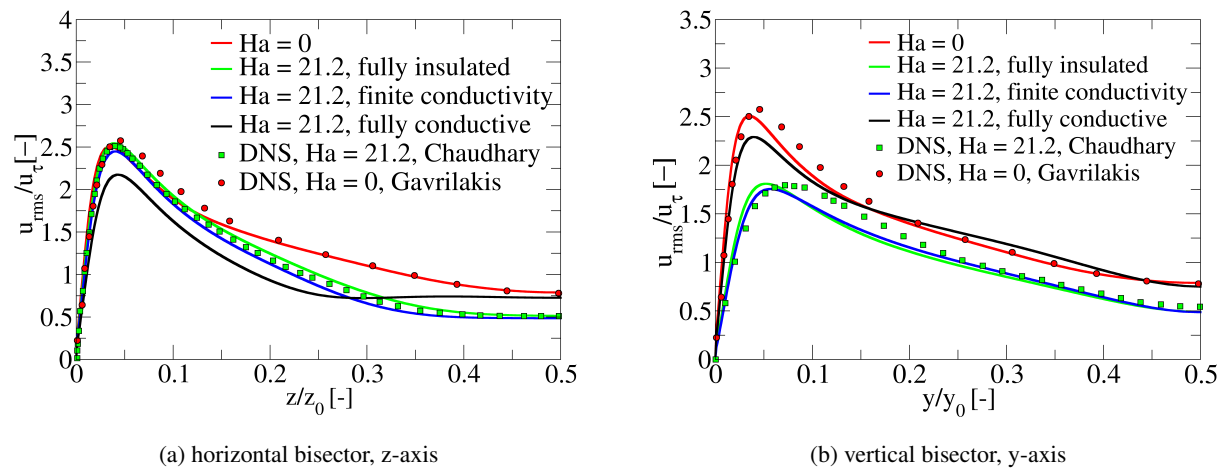 4
3.5
3
2.5
2
1.5
1
0.5
0
u_rms/u_τ [–]
Ha = 0
Ha = 21.2, fully insulated
Ha = 21.2, finite conductivity
Ha = 21.2, fully conductive
DNS, Ha = 21.2, Chaudhary
DNS, Ha = 0, Gavrilakis
0 0.1 0.2 0.3 0.4 0.5
z/z_0 [-]
(a) horizontal bisector, z-axis
3.5
3
2.5
2
1.5
1
0.5
0
u_rms/u_τ [–]
Ha = 0
Ha = 21.2, fully insulated
Ha = 21.2, finite conductivity
Ha = 21.2, fully conductive
DNS, Ha = 21.2, Chaudhary
DNS, Ha = 0, Gavrilakis
0 0.1 0.2 0.3 0.4 0.5
y/y_0 [-]
(b) vertical bisector, y-axis